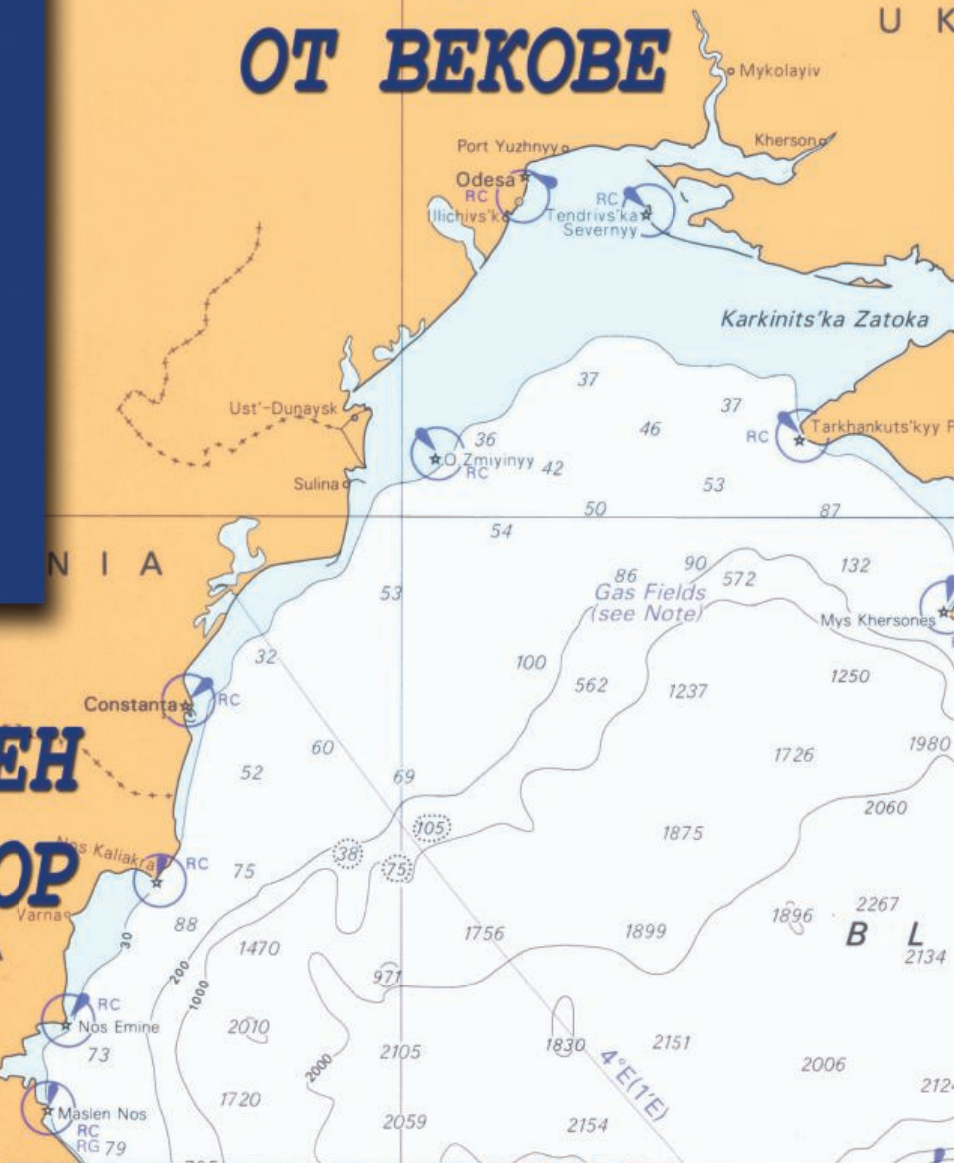 U K
ОТ ВЕКОВЕ
Mykolayiv
Port Yuzhnyy
Kherson
Odesa
RC
Illichivs'k
RC
Tendrivs'ka
Severnyy
Karkinits'ka Zatoka
37
37
46
Ust'-Dunaysk
36
RC
Tarkhankuts'kyy P
O.Zmiyinyy
RC
42
Sulina
53
50
87
54
N I A
90
132
86
572
53
Gas Fields
(see Note)
Mys Khersones
32
100
562
1237
1250
RC
Constanta
60
1726
1980
ЕН
52
69
2060
105
1875
38
Nos Kaliakra
RC
75
75
ОР
Varna
88
1896
2267
30
1756
1899
B L
1470
2134
200
971
1000
RC
Nos Emine
2010
1830
2151
73
2105
2006
2000
4°E(1'E)
2124
1720
Maslen Nos
2059
2154
RC
RG 79